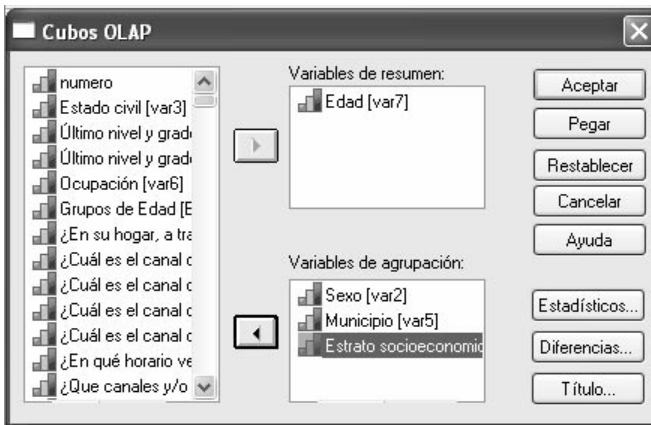 Cubos OLAP
numero
Estado civil [var3]
Último nivel y grad
Último nivel y grad
Ocupación [var6]
Grupos de Edad [E
¿En su hogar, a tra
¿Cuál es el canal c
¿Cuál es el canal c
¿Cuál es el canal c
¿Cuál es el canal c
¿En qué horario ve
¿Que canales y/o
Variables de resumen:
Edad [var7]
Variables de agrupación:
Sexo [var2]
Municipio [var5]
Estrato socioeconomic
Aceptar
Pegar
Restablecer
Cancelar
Ayuda
Estadísticos...
Diferencias...
Título...